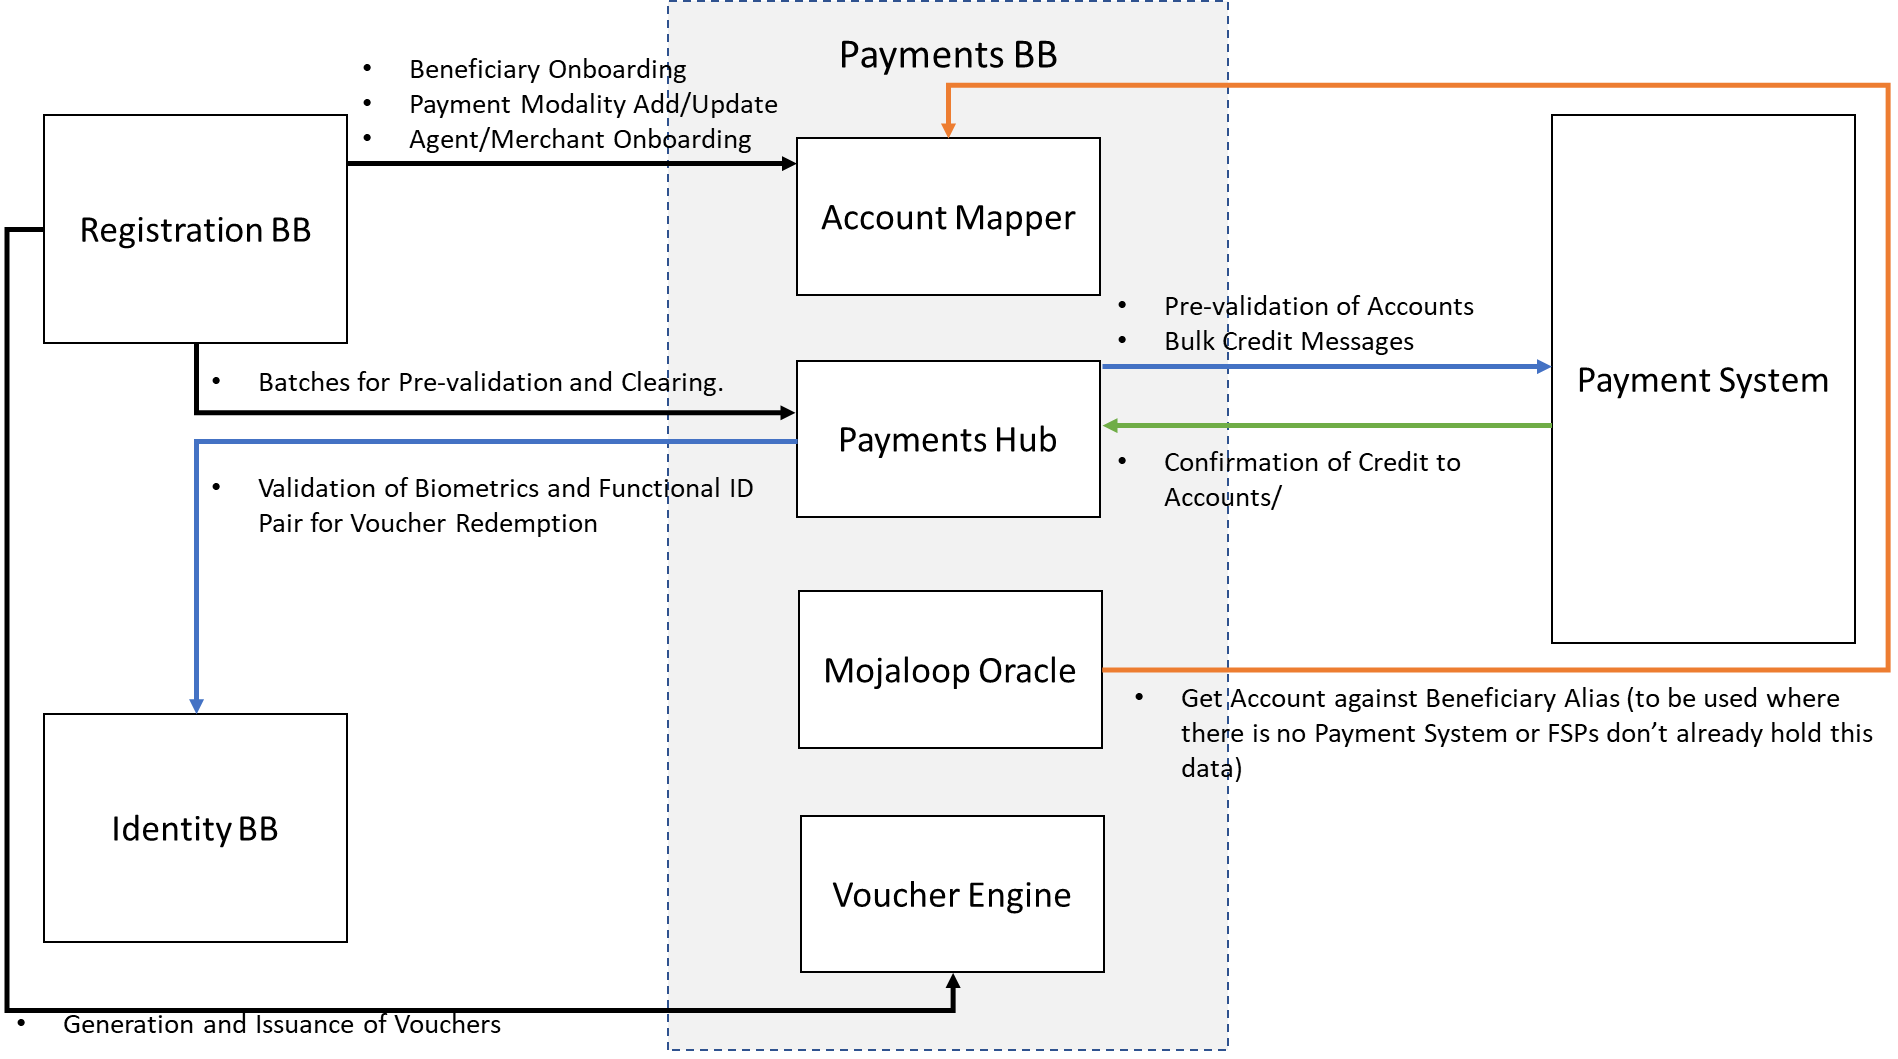 Payments BB
• Beneficiary Onboarding
• Payment Modality Add/Update
• Agent/Merchant Onboarding
Registration BB
Account Mapper
• Pre-validation of Accounts
• Bulk Credit Messages
Payment System
• Batches for Pre-validation and Clearing.
Payments Hub
• Confirmation of Credit to
Accounts/
• Validation of Biometrics and Functional ID
Pair for Voucher Redemption
Mojaloop Oracle
• Get Account against Beneficiary Alias (to be used where
there is no Payment System or FSPs don’t already hold this
data)
Identity BB
Voucher Engine
• Generation and Issuance of Vouchers